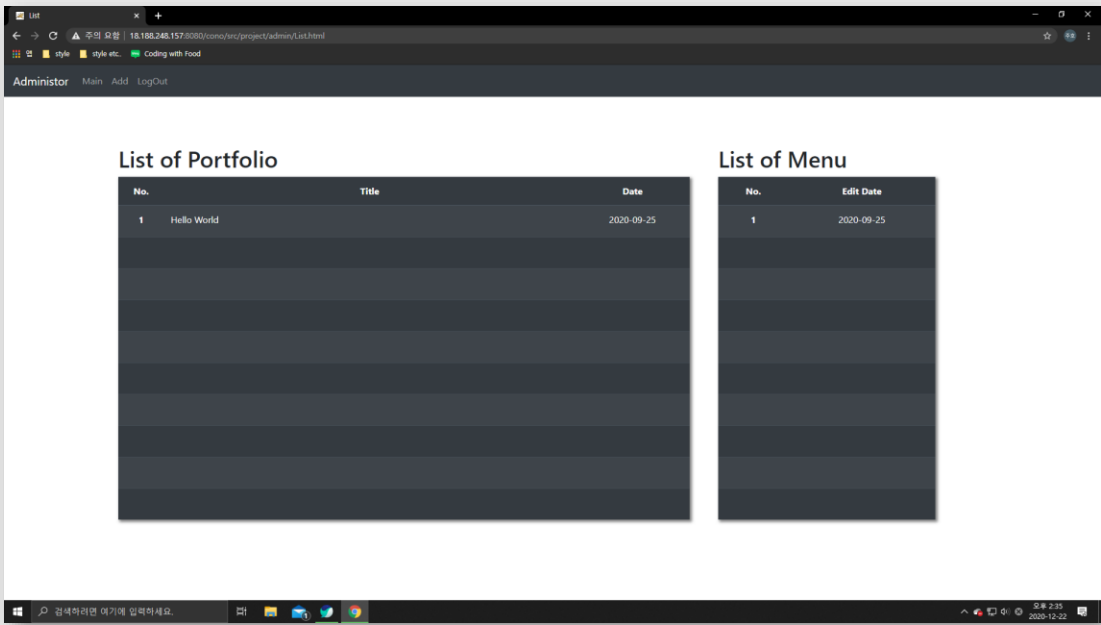 List
주의 요함 18.188.248.157:8080/cono/src/project/admin/List.html
앱 style style etc. Coding with Food
Administor Main Add LogOut
List of Portfolio
No. Title Date
1 Hello World 2020-09-25
List of Menu
No. Edit Date
1 2020-09-25
검색하려면 여기에 입력하세요.
오후 2:35
2020-12-22